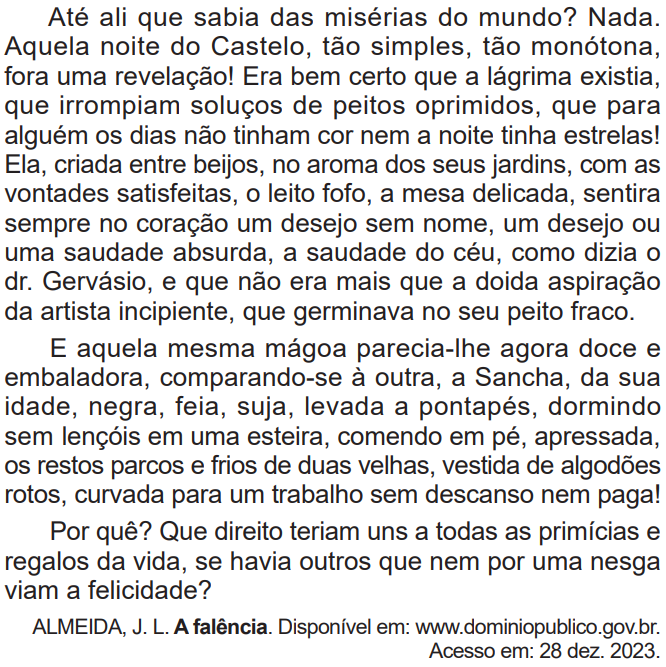 Até ali que sabia das misérias do mundo? Nada.
Aquela noite do Castelo, tão simples, tão monótona,
fora uma revelação! Era bem certo que a lágrima existia,
que irrompiam soluços de peitos oprimidos, que para
alguém os dias não tinham cor nem a noite tinha estrelas!
Ela, criada entre beijos, no aroma dos seus jardins, com as
vontades satisfeitas, o leito fofo, a mesa delicada, sentira
sempre no coração um desejo sem nome, um desejo ou
uma saudade absurda, a saudade do céu, como dizia o
dr. Gervásio, e que não era mais que a doida aspiração
da artista incipiente, que germinava no seu peito fraco.
E aquela mesma mágoa parecia-lhe agora doce e
embaladora, comparando-se à outra, a Sancha, da sua
idade, negra, feia, suja, levada a pontapés, dormindo
sem lençóis em uma esteira, comendo em pé, apressada,
os restos parcos e frios de duas velhas, vestida de algodões
rotos, curvada para um trabalho sem descanso nem paga!
Por quê? Que direito teriam uns a todas as primícias e
regalos da vida, se havia outros que nem por uma nesga
viam a felicidade?
ALMEIDA, J. L. A falência. Disponível em: www.dominiopublico.gov.br.
Acesso em: 28 dez. 2023.